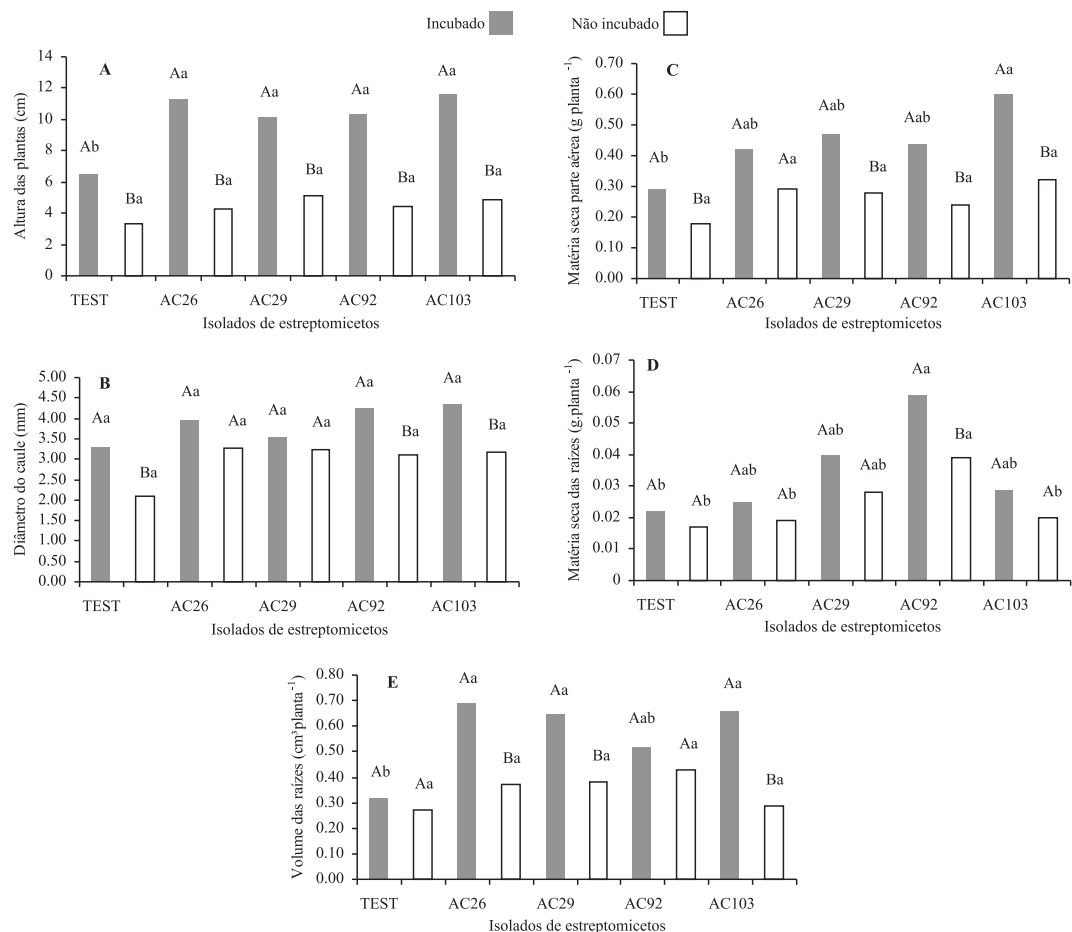 Incubado
Não incubado
A
Altura das plantas (cm)
14
12
10
8
6
4
2
0
Ab
Ba
Aa
Ba
Aa
Ba
Aa
Ba
Aa
Ba
TEST AC26 AC29 AC92 AC103
Isolados de estreptomicetos
C
Matéria seca parte aérea (g planta ⁻¹)
0.70
0.60
0.50
0.40
0.30
0.20
0.10
0.00
Ab
Ba
Aab
Aa
Aab
Ba
Aab
Ba
Aa
Ba
TEST AC26 AC29 AC92 AC103
Isolados de estreptomicetos
B
Diâmetro do caule (mm)
5.00
4.50
4.00
3.50
3.00
2.50
2.00
1.50
1.00
0.50
0.00
Aa
Ba
Aa
Aa
Aa
Aa
Aa
Ba
Aa
Ba
TEST AC26 AC29 AC92 AC103
Isolados de estreptomicetos
D
Matéria seca das raízes (g.planta ⁻¹)
0.07
0.06
0.05
0.04
0.03
0.02
0.01
0
Ab
Ab
Aab
Ab
Aab
Aab
Aa
Ba
Aab
Ab
TEST AC26 AC29 AC92 AC103
Isolados de estreptomicetos
E
Volume das raízes (cm³planta⁻¹)
0.80
0.70
0.60
0.50
0.40
0.30
0.20
0.10
0.00
Ab
Aa
Aa
Ba
Aa
Ba
Aab
Aa
Aa
Ba
TEST AC26 AC29 AC92 AC103
Isolados de estreptomicetos